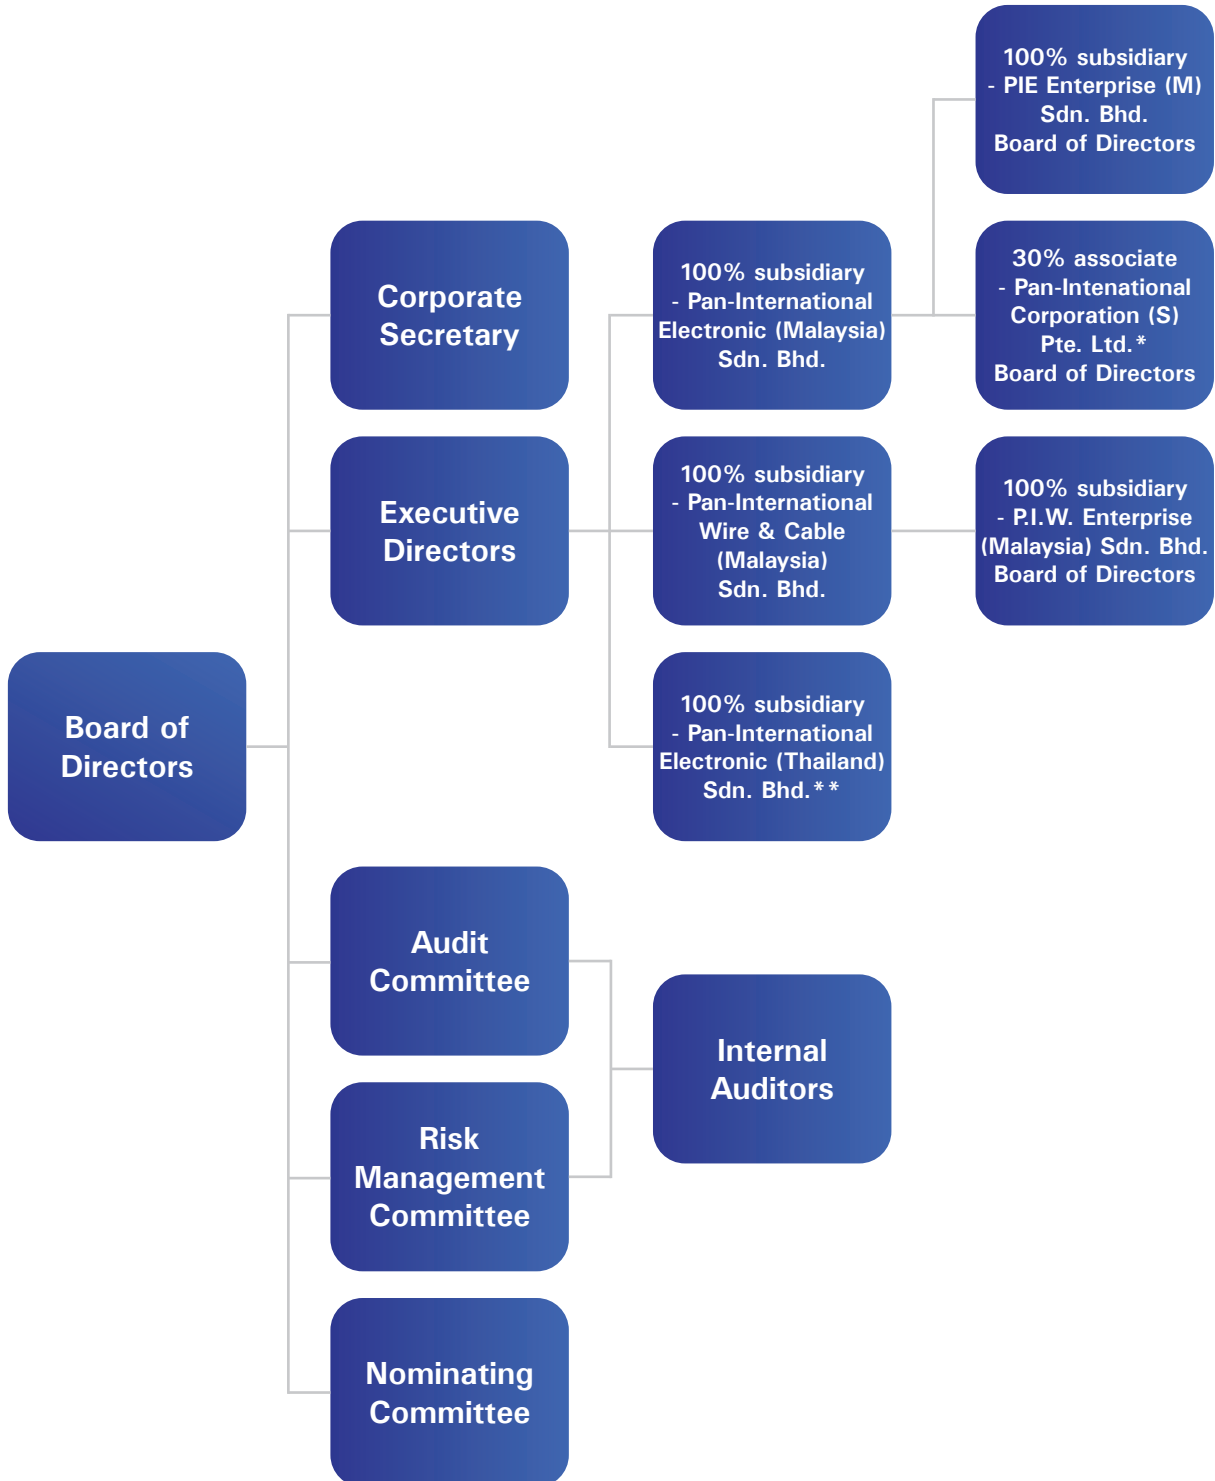 100% subsidiary
- PIE Enterprise (M)
Sdn. Bhd.
Board of Directors
Corporate
Secretary
100% subsidiary
- Pan-International
Electronic (Malaysia)
Sdn. Bhd.
30% associate
- Pan-Intenational
Corporation (S)
Pte. Ltd.*
Board of Directors
Executive
Directors
100% subsidiary
- Pan-International
Wire & Cable
(Malaysia)
Sdn. Bhd.
100% subsidiary
- P.I.W. Enterprise
(Malaysia) Sdn. Bhd.
Board of Directors
Board of
Directors
100% subsidiary
- Pan-International
Electronic (Thailand)
Sdn. Bhd.**
Audit
Committee
Internal
Auditors
Risk
Management
Committee
Nominating
Committee